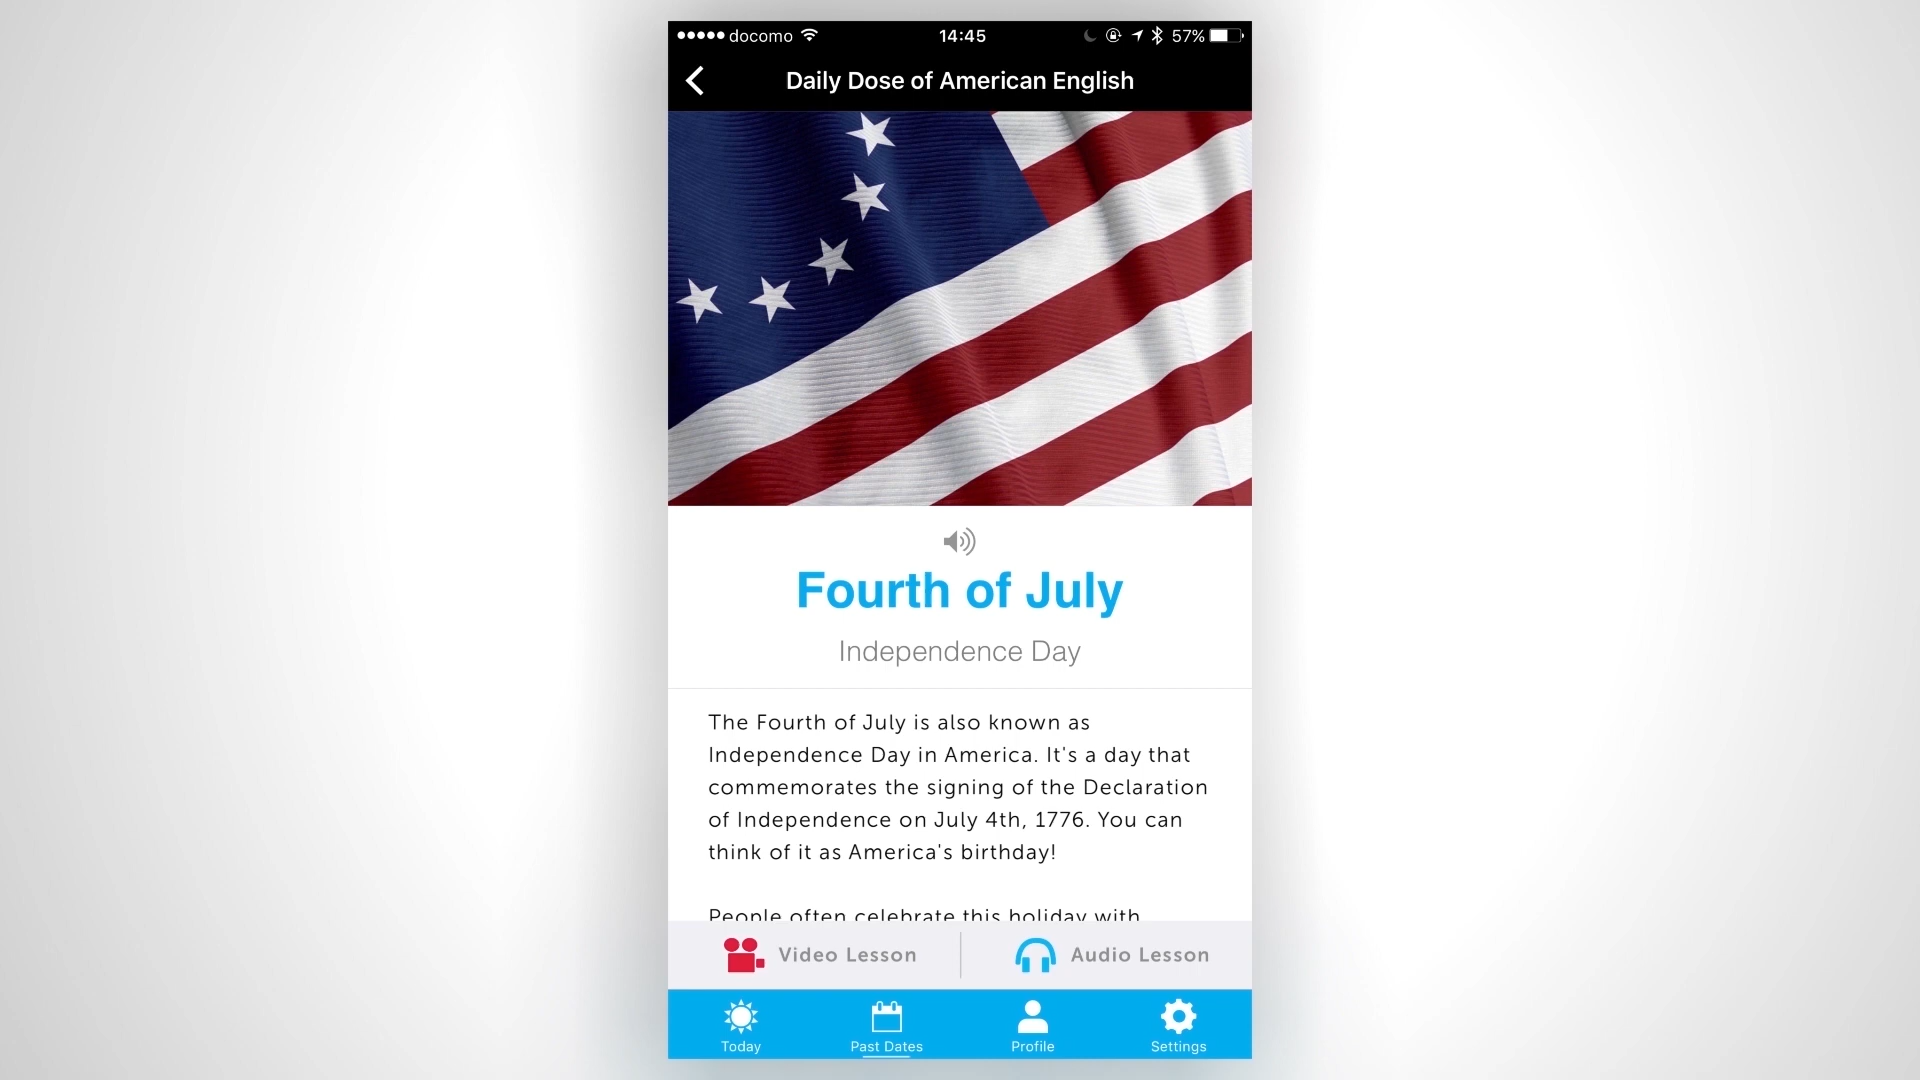 docomo 14:45 57%
Daily Dose of American English
Fourth of July
Independence Day
The Fourth of July is also known as
Independence Day in America. It's a day that
commemorates the signing of the Declaration
of Independence on July 4th, 1776. You can
think of it as America's birthday!
People often celebrate this holiday with
Video Lesson Audio Lesson
Today Past Dates Profile Settings